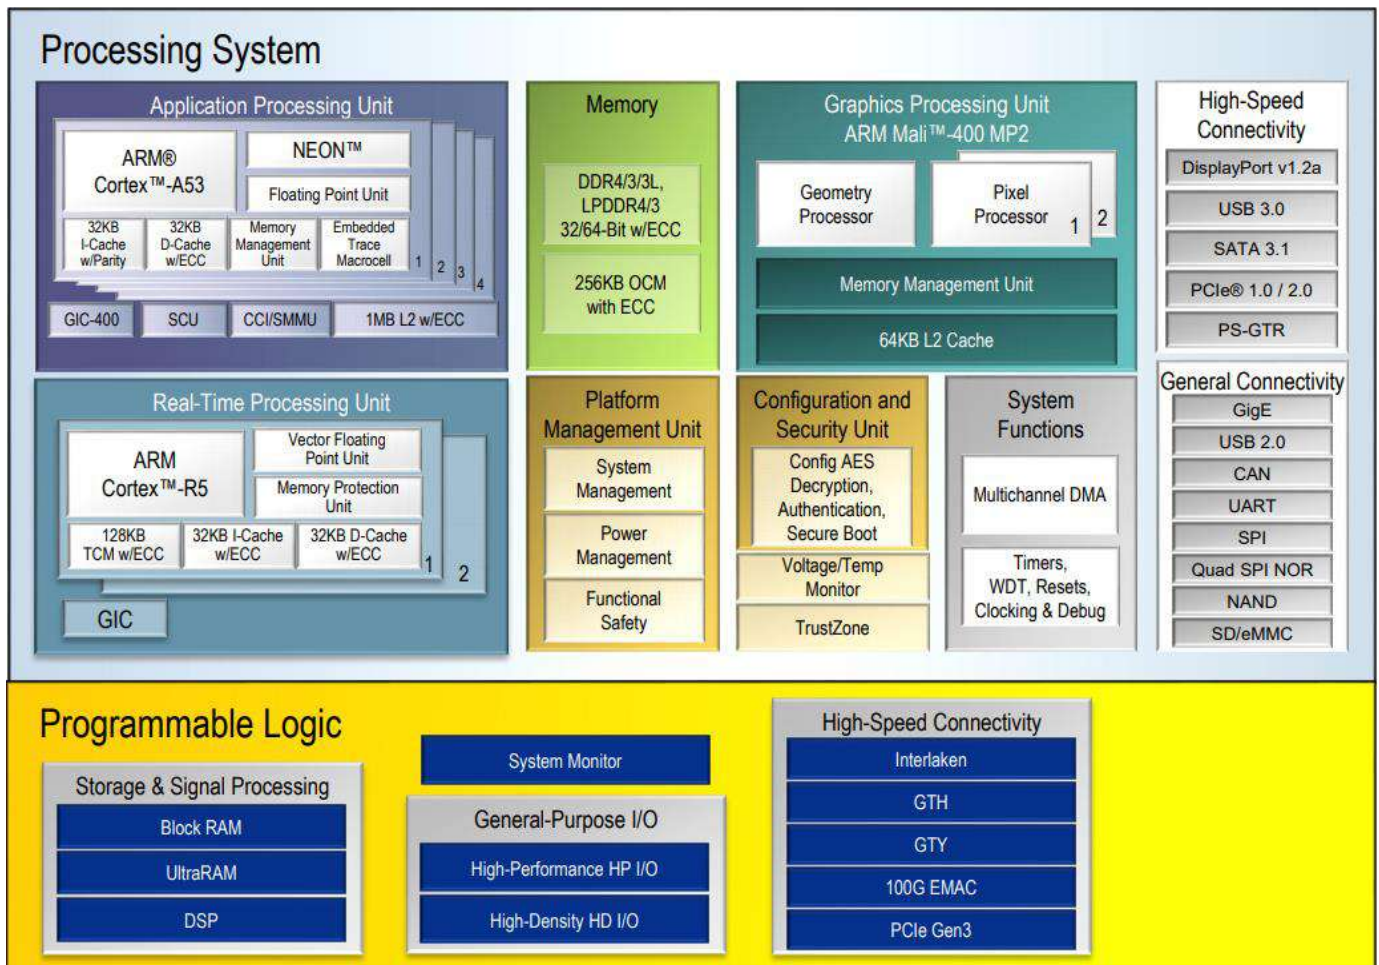 Processing System
Application Processing Unit
ARM®
Cortex™-A53
NEON™
Floating Point Unit
32KB
I-Cache
w/Parity
32KB
D-Cache
w/ECC
Memory
Management
Unit
Embedded
Trace
Macrocell
1
2
3
4
GIC-400
SCU
CCI/SMMU
1MB L2 w/ECC
Memory
DDR4/3/3L,
LPDDR4/3
32/64-Bit w/ECC
256KB OCM
with ECC
Graphics Processing Unit
ARM Mali™-400 MP2
Geometry
Processor
Pixel
Processor
1
2
Memory Management Unit
64KB L2 Cache
High-Speed
Connectivity
DisplayPort v1.2a
USB 3.0
SATA 3.1
PCIe® 1.0 / 2.0
PS-GTR
Real-Time Processing Unit
ARM
Cortex™-R5
Vector Floating
Point Unit
Memory Protection
Unit
128KB
TCM w/ECC
32KB I-Cache
w/ECC
32KB D-Cache
w/ECC
1
2
GIC
Platform
Management Unit
System
Management
Power
Management
Functional
Safety
Configuration and
Security Unit
Config AES
Decryption,
Authentication,
Secure Boot
Voltage/Temp
Monitor
TrustZone
System
Functions
Multichannel DMA
Timers,
WDT, Resets,
Clocking & Debug
General Connectivity
GigE
USB 2.0
CAN
UART
SPI
Quad SPI NOR
NAND
SD/eMMC
Programmable Logic
Storage & Signal Processing
Block RAM
UltraRAM
DSP
System Monitor
General-Purpose I/O
High-Performance HP I/O
High-Density HD I/O
High-Speed Connectivity
Interlaken
GTH
GTY
100G EMAC
PCIe Gen3